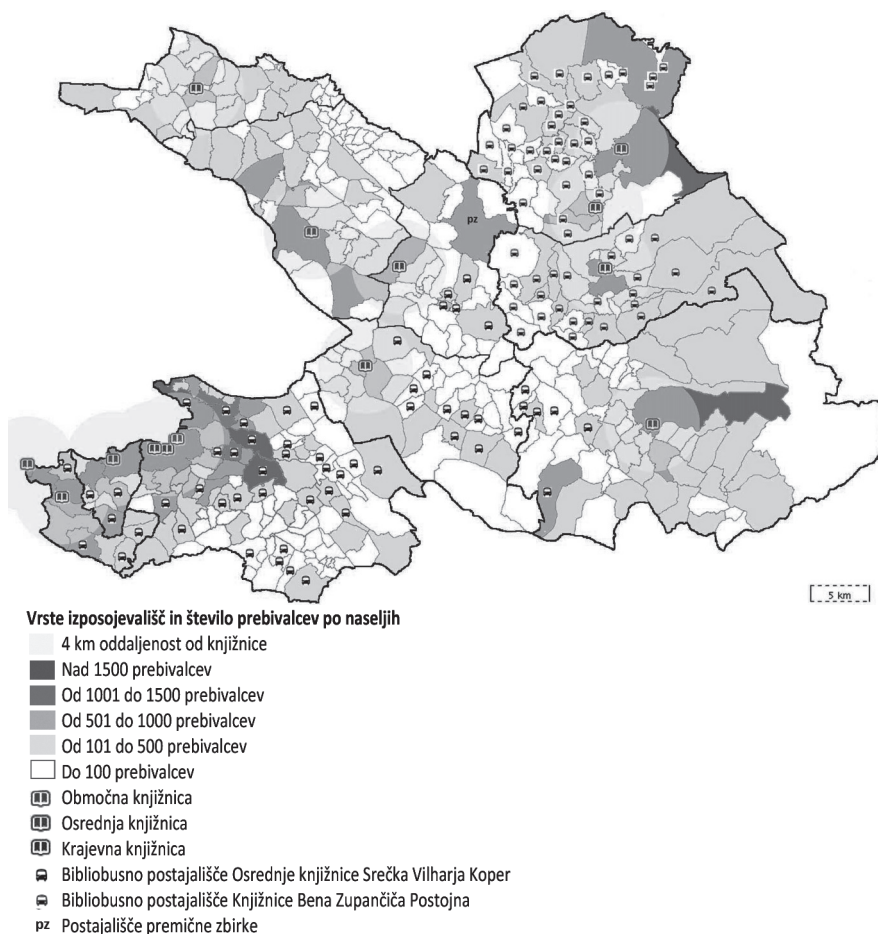 pz
5 km
Vrste izposojevališč in število prebivalcev po naseljih
4 km oddaljenost od knjižnice
Nad 1500 prebivalcev
Od 1001 do 1500 prebivalcev
Od 501 do 1000 prebivalcev
Od 101 do 500 prebivalcev
Do 100 prebivalcev
Območna knjižnica
Osrednja knjižnica
Krajevna knjižnica
Bibliobusno postajališče Osrednje knjižnice Srečka Vilharja Koper
Bibliobusno postajališče Knjižnice Bena Zupančiča Postojna
pz Postajališče premične zbirke